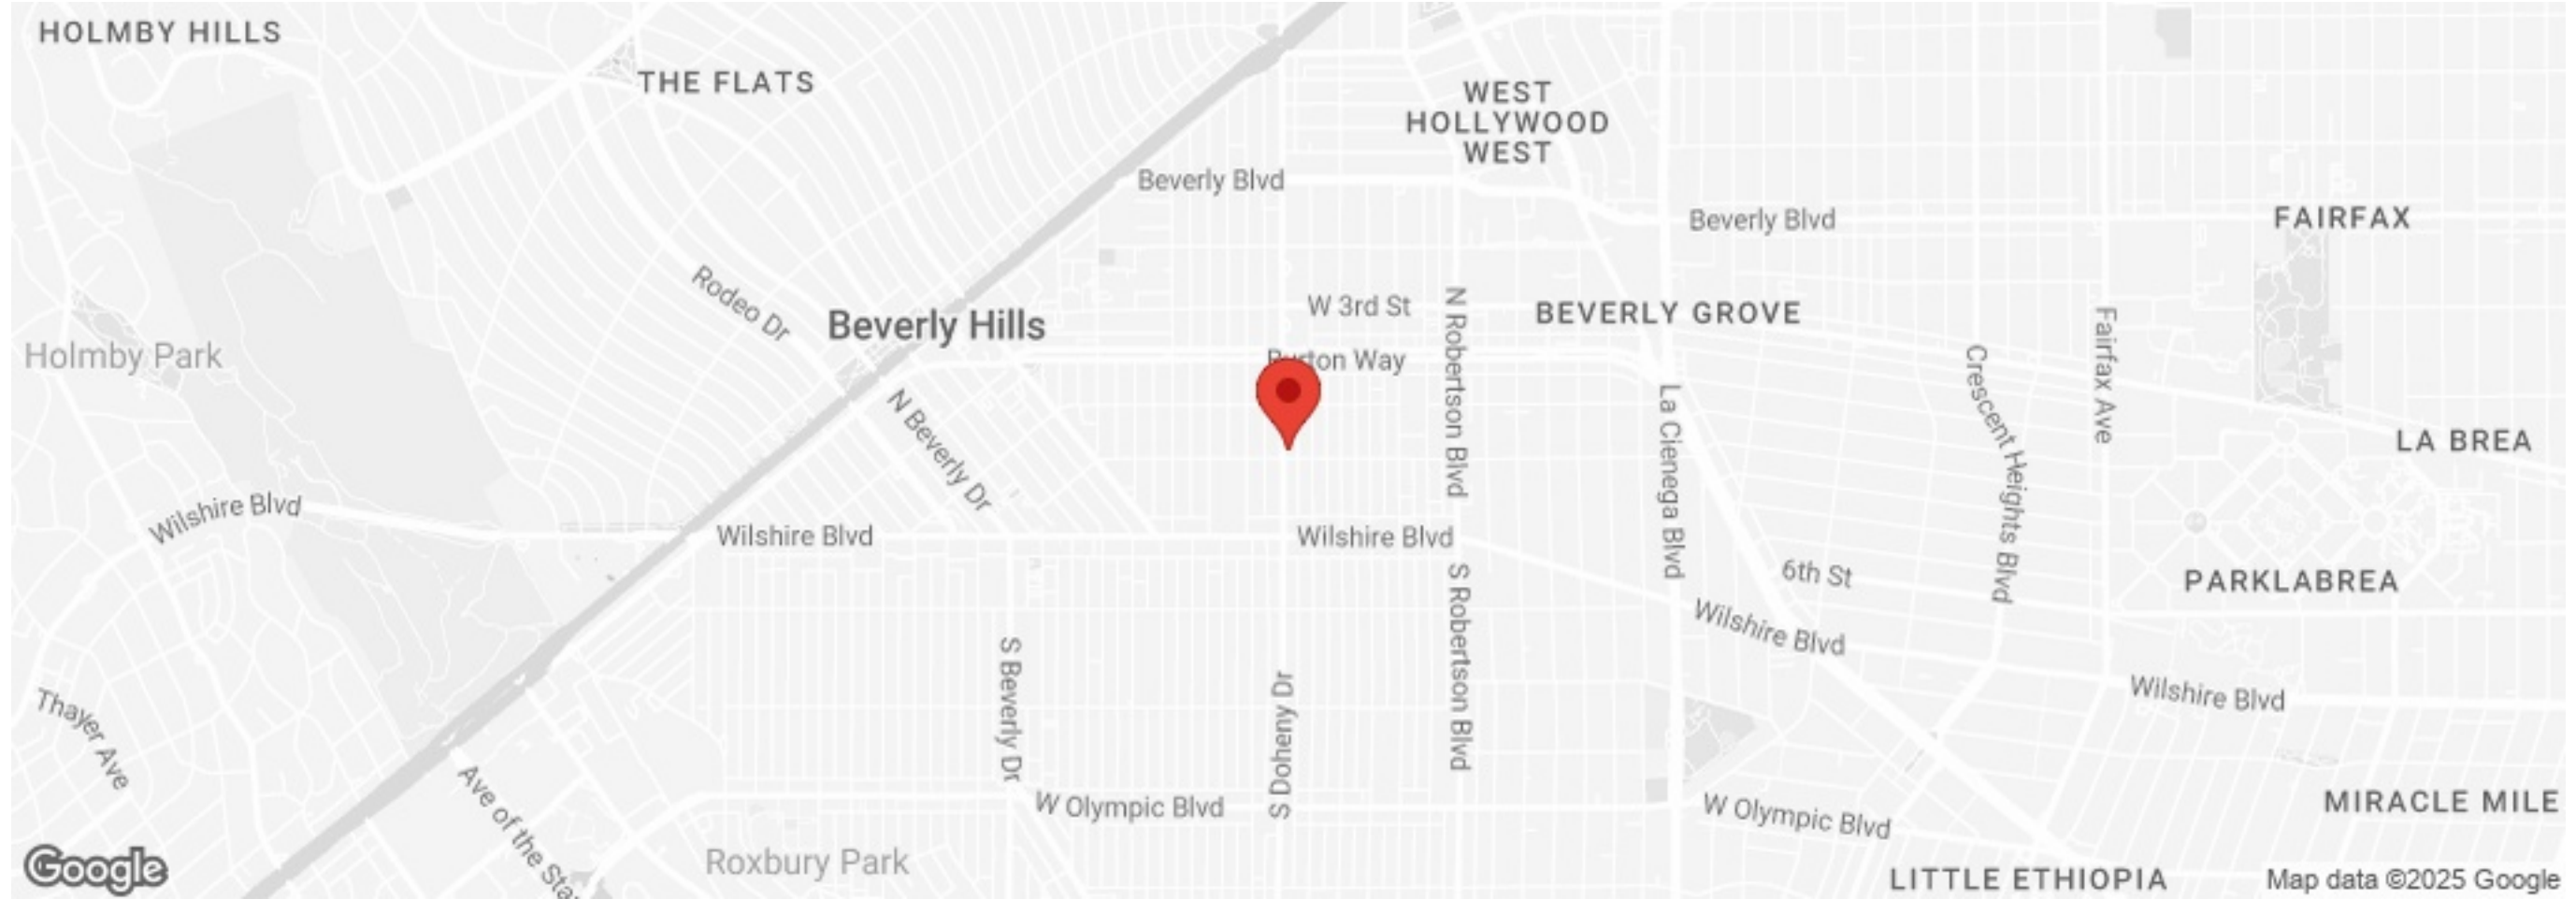 HOLMBY HILLS
THE FLATS
WEST
HOLLYWOOD
WEST
Beverly Blvd
Beverly Blvd
FAIRFAX
Rodeo Dr
Beverly Hills
W 3rd St
N Robertson Blvd
BEVERLY GROVE
Fairfax Ave
Holmby Park
Way
Crescent Heights Blvd
La Cienega Blvd
N Beverly Dr
LA BREA
Wilshire Blvd
Wilshire Blvd
Wilshire Blvd
6th St
PARKLABREA
S Robertson Blvd
Wilshire Blvd
S Beverly Dr
S Doheny Dr
Wilshire Blvd
Thayer Ave
Ave of the
W Olympic Blvd
W Olympic Blvd
MIRACLE MILE
Google
Roxbury Park
LITTLE ETHIOPIA
Map data ©2025 Google